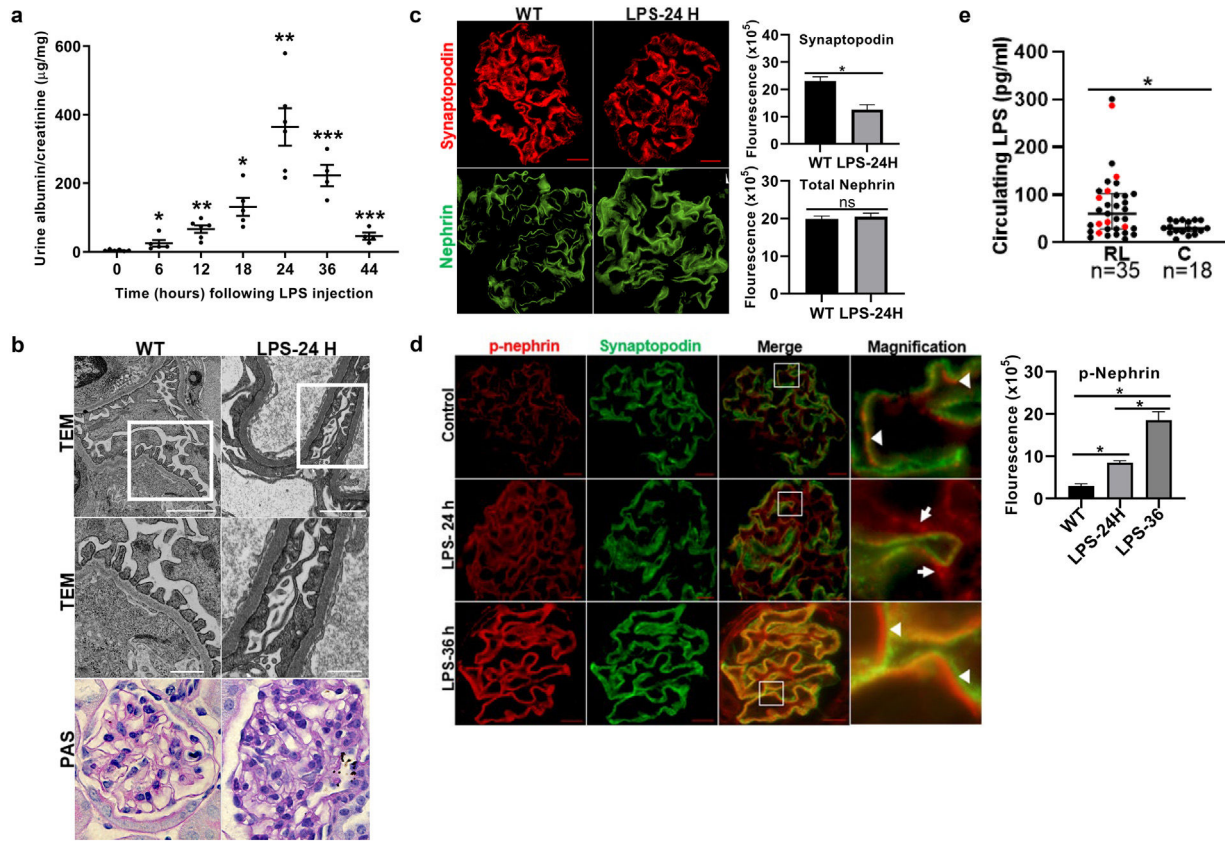 a
Urine albumin/creatinine (μg/mg)
600
400
200
0
*
**
*
**
***
***
0 6 12 18 24 36 44
Time (hours) following LPS injection
b
WT LPS-24 H
TEM
TEM
PAS
c
WT LPS-24 H
Synaptopodin
Nephrin
Fluorescence (x10⁵)
Synaptopodin
40
30
20
10
0
*
WT LPS-24H
Fluorescence (x10⁵)
Total Nephrin
30
20
10
0
ns
WT LPS-24H
d
p-nephrin Synaptopodin Merge Magnification
Control
LPS- 24 h
LPS-36 h
Fluorescence (x10⁵)
p-Nephrin
30
20
10
0
*
*
*
WT
LPS-24H
LPS-36
e
Circulating LPS (pg/ml)
400
300
200
100
0
*
RL C
n=35 n=18